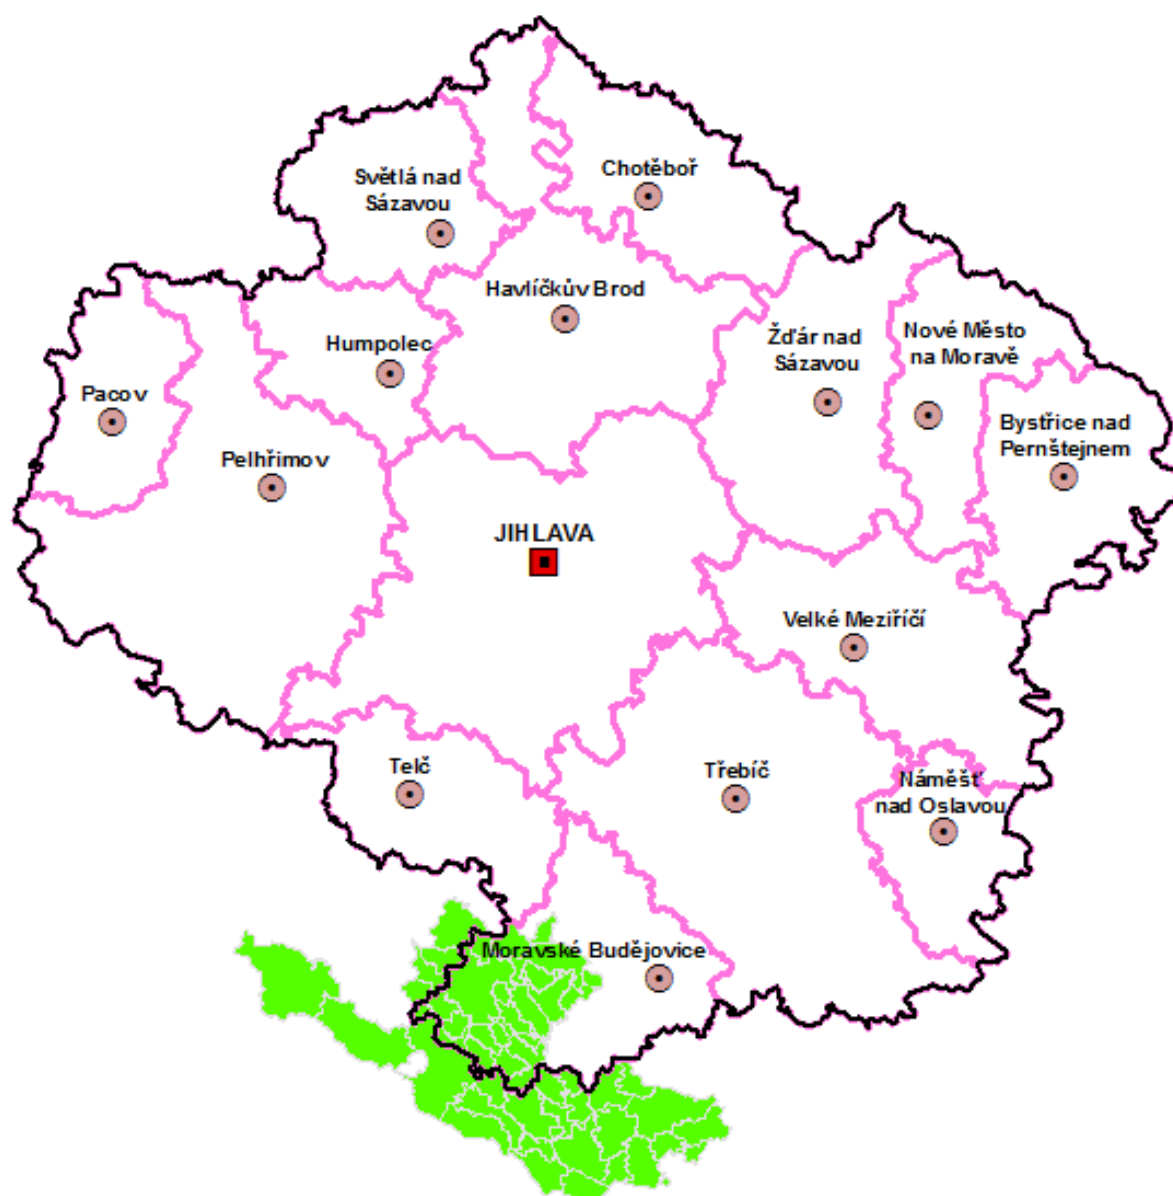 Chotěboř
Světlá nad
Sázavou
Havlíčkův Brod
Humpolec
Žďár nad
Sázavou
Nové Město
na Moravě
Pacov
Pelhřimov
Bystřice nad
Pernštejnem
JIHLAVA
Velké Meziříčí
Telč
Třebíč
Náměšť
nad Oslavou
Moravské Budějovice